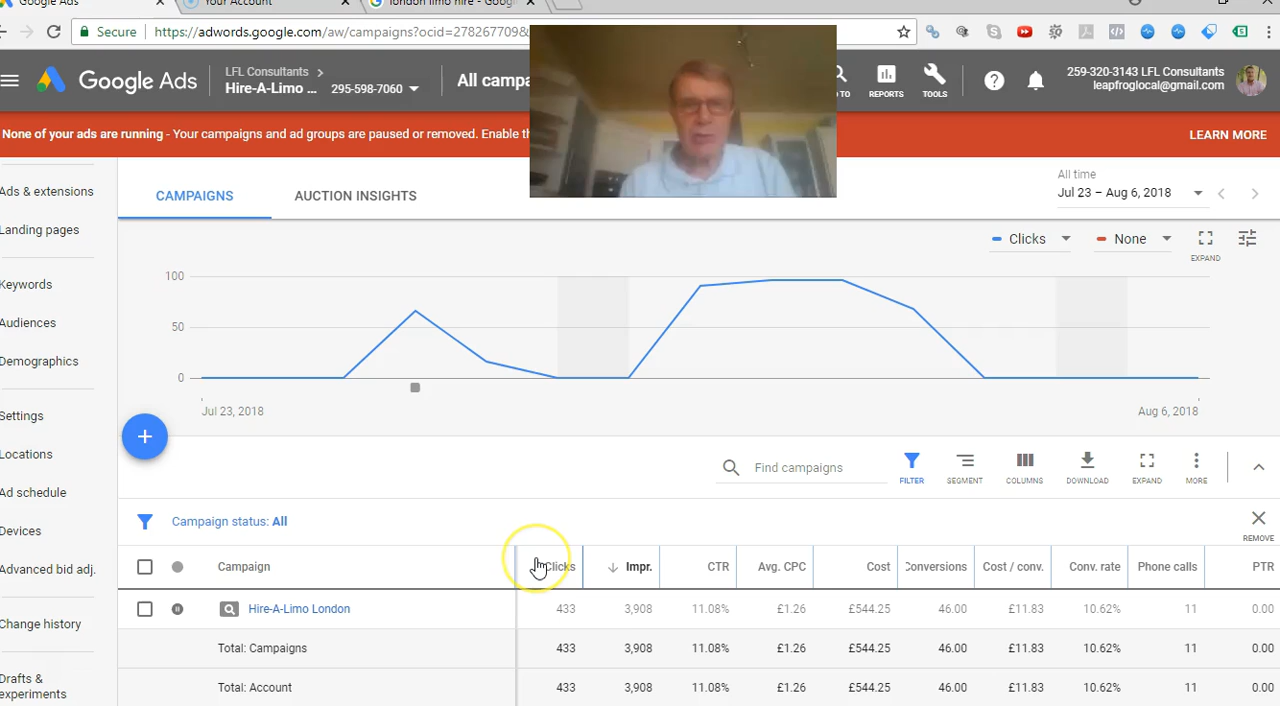 Google Ads
Your Account
london limo hire - Goog
Secure
https://adwords.google.com/aw/campaigns?ocid=278267709&
Google Ads
LFL Consultants
Hire-A-Limo ...
295-598-7060
All campa
TO
REPORTS
TOOLS
259-320-3143 LFL Consultants
leapfroglocal@gmail.com
None of your ads are running - Your campaigns and ad groups are paused or removed. Enable th
LEARN MORE
Ads & extensions
Landing pages
Keywords
Audiences
Demographics
Settings
Locations
Ad schedule
Devices
Advanced bid adj.
Change history
Drafts &
experiments
CAMPAIGNS
AUCTION INSIGHTS
All time
Jul 23 – Aug 6, 2018
Clicks
None
EXPAND
100
50
0
Jul 23, 2018
Aug 6, 2018
Find campaigns
FILTER
SEGMENT
COLUMNS
DOWNLOAD
EXPAND
MORE
Campaign status: All
REMOVE
Campaign Clicks Impr. CTR Avg. CPC Cost Conversions Cost / conv. Conv. rate Phone calls PTR
Hire-A-Limo London 433 3,908 11.08% £1.26 £544.25 46.00 £11.83 10.62% 11 0.00
Total: Campaigns 433 3,908 11.08% £1.26 £544.25 46.00 £11.83 10.62% 11 0.00
Total: Account 433 3,908 11.08% £1.26 £544.25 46.00 £11.83 10.62% 11 0.00